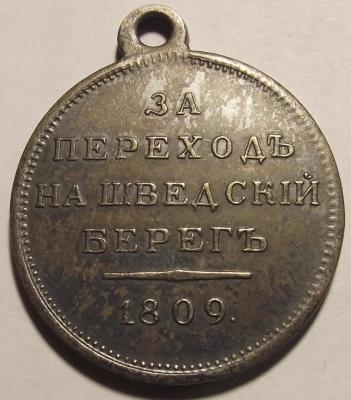 ЗА
ПЕРЕХОДЪ
НА ШВЕДСКІЙ
БЕРЕГЪ
1809.